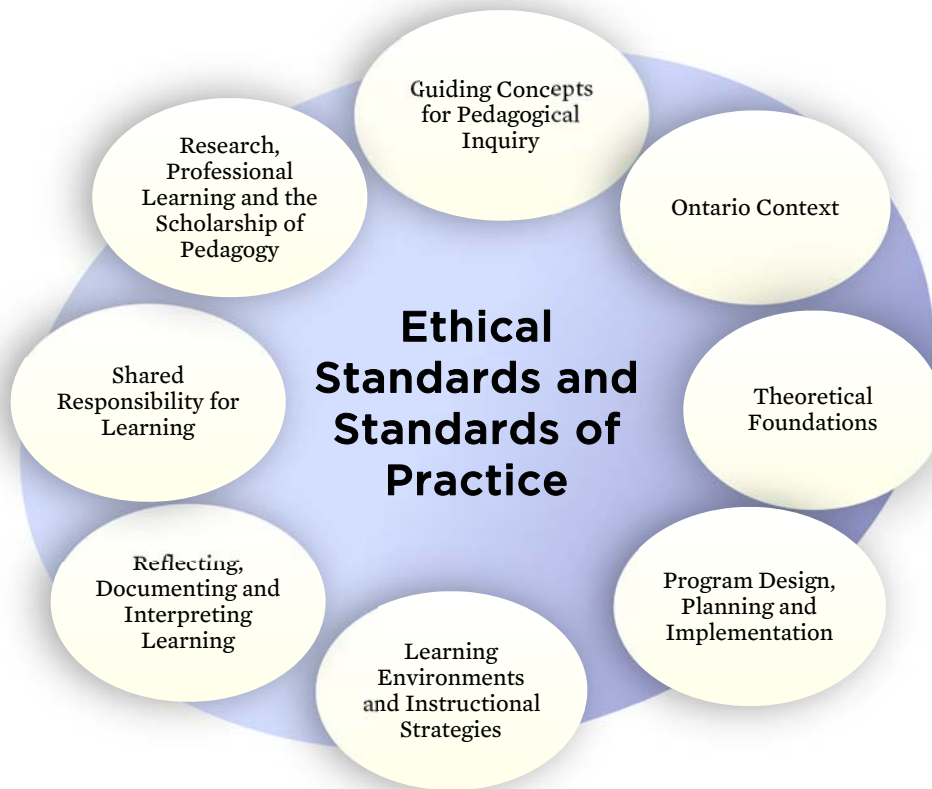 Guiding Concepts
for Pedagogical
Inquiry
Ontario Context
Theoretical
Foundations
Program Design,
Planning and
Implementation
Learning
Environments
and Instructional
Strategies
Reflecting,
Documenting and
Interpreting
Learning
Shared
Responsibility for
Learning
Research,
Professional
Learning and the
Scholarship of
Pedagogy
Ethical
Standards and
Standards of
Practice